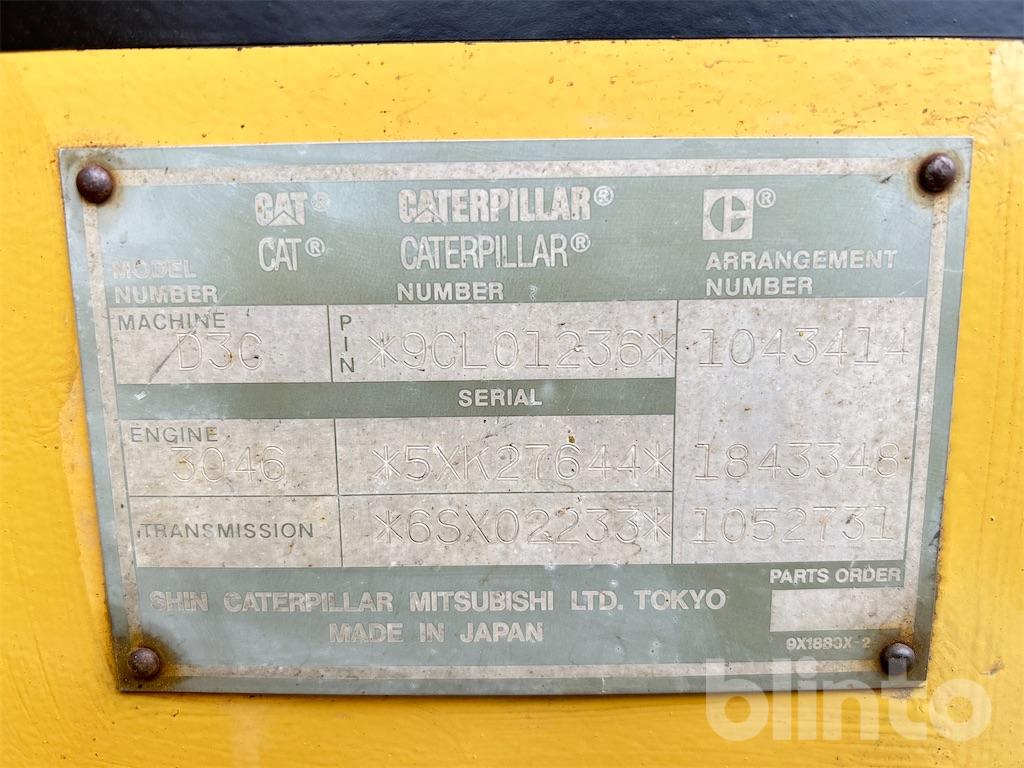 CAT® CATERPILLAR® C®
CAT® CATERPILLAR®
MODEL NUMBER NUMBER ARRANGEMENT NUMBER
MACHINE D3C PIN *9CL01236* 1043414
SERIAL
ENGINE 3046 *5XK27644* 1843348
TRANSMISSION *6SX02233* 1052731
PARTS ORDER
SHIN CATERPILLAR MITSUBISHI LTD. TOKYO
MADE IN JAPAN
9X1883X-2
blinto